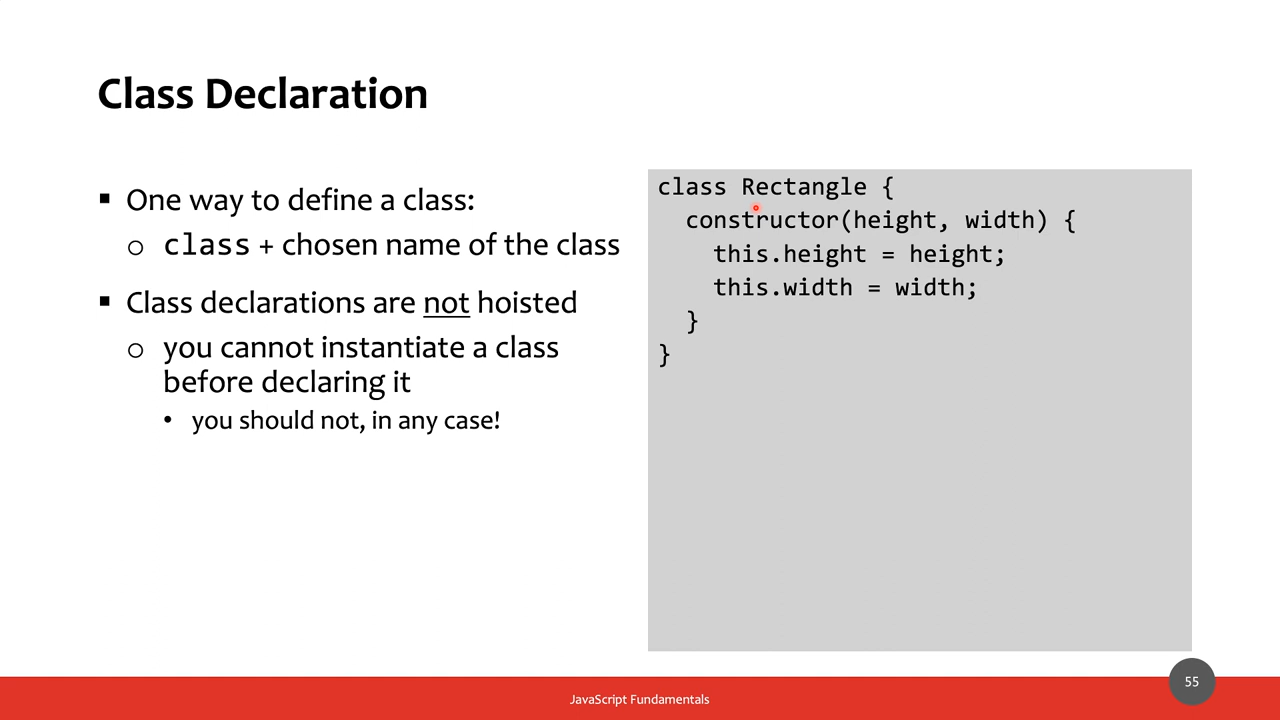 Class Declaration
▪ One way to define a class:
o class + chosen name of the class
▪ Class declarations are not hoisted
o you cannot instantiate a class
before declaring it
• you should not, in any case!
class Rectangle {
  constructor(height, width) {
    this.height = height;
    this.width = width;
  }
}
JavaScript Fundamentals
55